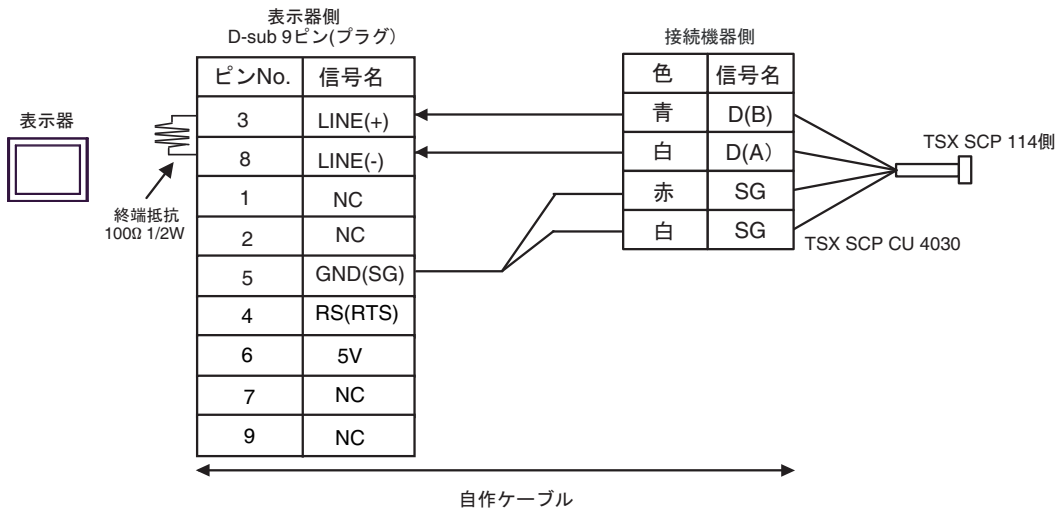 表示器側
D-sub 9ピン(プラグ)
接続機器側
表示器
ピンNo. 信号名
3 LINE(+)
8 LINE(-)
1 NC
2 NC
5 GND(SG)
4 RS(RTS)
6 5V
7 NC
9 NC
終端抵抗
100Ω 1/2W
色 信号名
青 D(B)
白 D(A)
赤 SG
白 SG
TSX SCP 114側
TSX SCP CU 4030
自作ケーブル